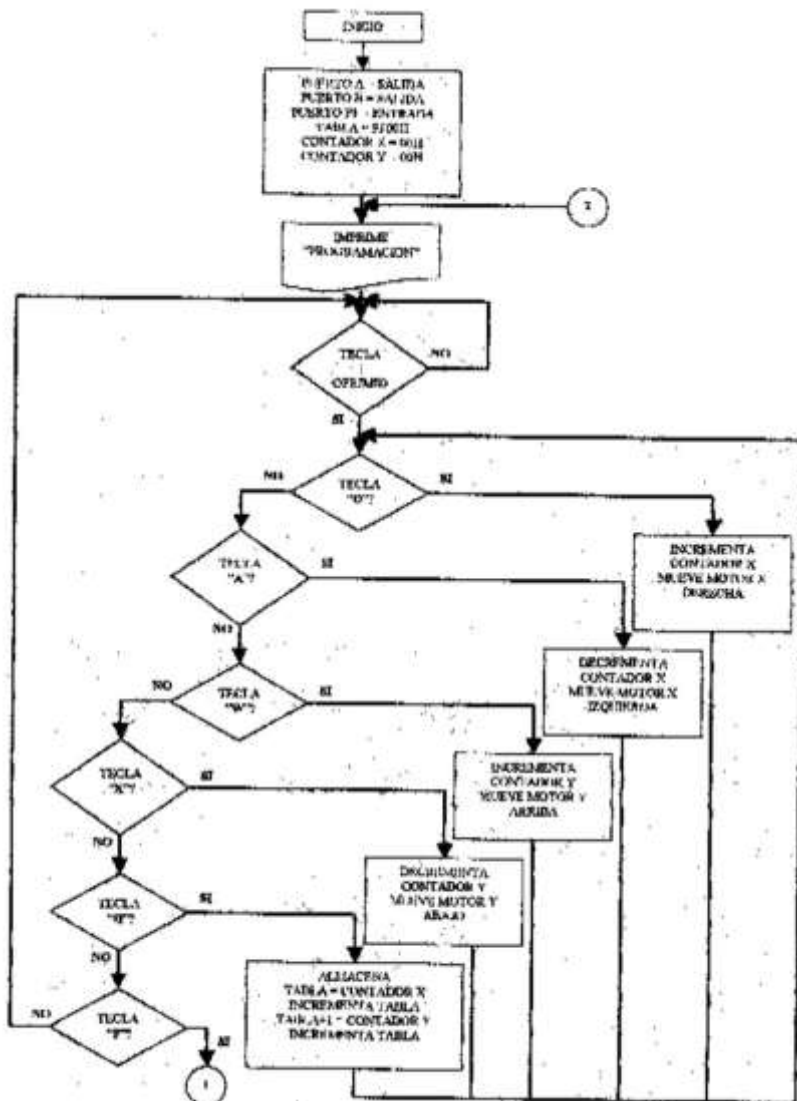 INICIO
PUERTO A = SALIDA
PUERTO B = SALIDA
ENTRADA
TABLA =
CONTADOR X = 00H
CONTADOR Y = 00H
2
IMPRIME
"PROGRAMACION"
TECLA
NO
SI
TECLA
NO
SI
INCREMENTA
CONTADOR X
MUEVE MOTOR X
DERECHA
TECLA
"A"?
SI
NO
DECREMENTA
CONTADOR X
MUEVE MOTOR X
IZQUIERDA
TECLA
"W"?
NO
SI
INCREMENTA
CONTADOR Y
MUEVE MOTOR Y
ARRIBA
TECLA
"X"?
SI
NO
DECREMENTA
CONTADOR Y
MUEVE MOTOR Y
ABAJO
TECLA
SI
NO
ALMACENA
TABLA = CONTADOR X
INCREMENTA TABLA
TABLA+1 = CONTADOR Y
INCREMENTA TABLA
TECLA
NO
SI
1